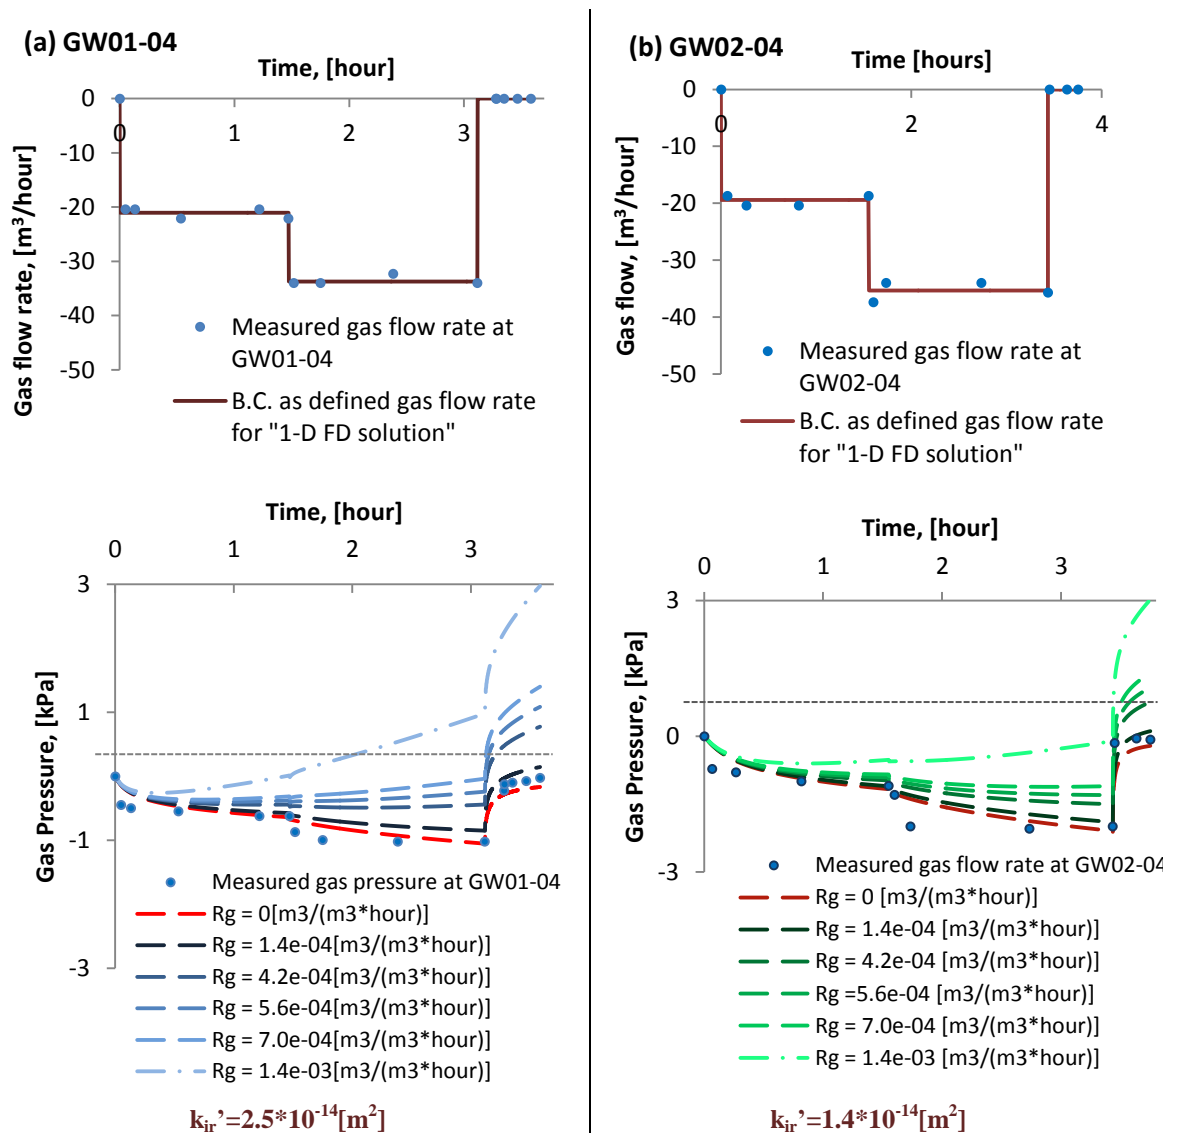 (a) GW01-04
Time, [hour]
0
0
1
2
3
-10
-20
-30
-40
-50
Gas flow rate, [m³/hour]
Measured gas flow rate at
GW01-04
B.C. as defined gas flow rate
for "1-D FD solution"
Time, [hour]
0
1
2
3
3
1
-1
-3
Gas Pressure, [kPa]
Measured gas pressure at GW01-04
Rg = 0[m3/(m3*hour)]
Rg = 1.4e-04[m3/(m3*hour)]
Rg = 4.2e-04[m3/(m3*hour)]
Rg = 5.6e-04[m3/(m3*hour)]
Rg = 7.0e-04[m3/(m3*hour)]
Rg = 1.4e-03[m3/(m3*hour)]
k_ir'=2.5*10⁻¹⁴[m²]
(b) GW02-04
Time [hours]
0
0
2
4
-10
-20
-30
-40
-50
Gas flow, [m³/hour]
Measured gas flow rate at
GW02-04
B.C. as defined gas flow rate
for "1-D FD solution"
Time, [hour]
0
1
2
3
3
0
-3
Gas Pressure, [kPa]
Measured gas flow rate at GW02-04
Rg = 0 [m3/(m3*hour)]
Rg = 1.4e-04 [m3/(m3*hour)]
Rg = 4.2e-04 [m3/(m3*hour)]
Rg =5.6e-04 [m3/(m3*hour)]
Rg = 7.0e-04 [m3/(m3*hour)]
Rg = 1.4e-03 [m3/(m3*hour)]
k_ir'=1.4*10⁻¹⁴[m²]